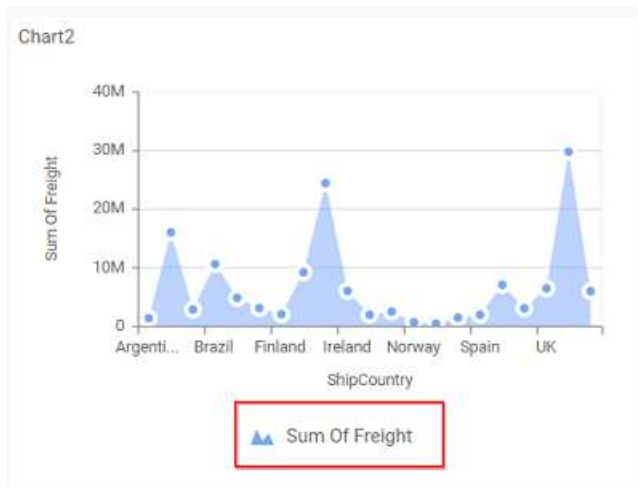 Chart2
40M
30M
20M
10M
0
Sum Of Freight
Argenti... Brazil Finland Ireland Norway Spain UK
ShipCountry
Sum Of Freight